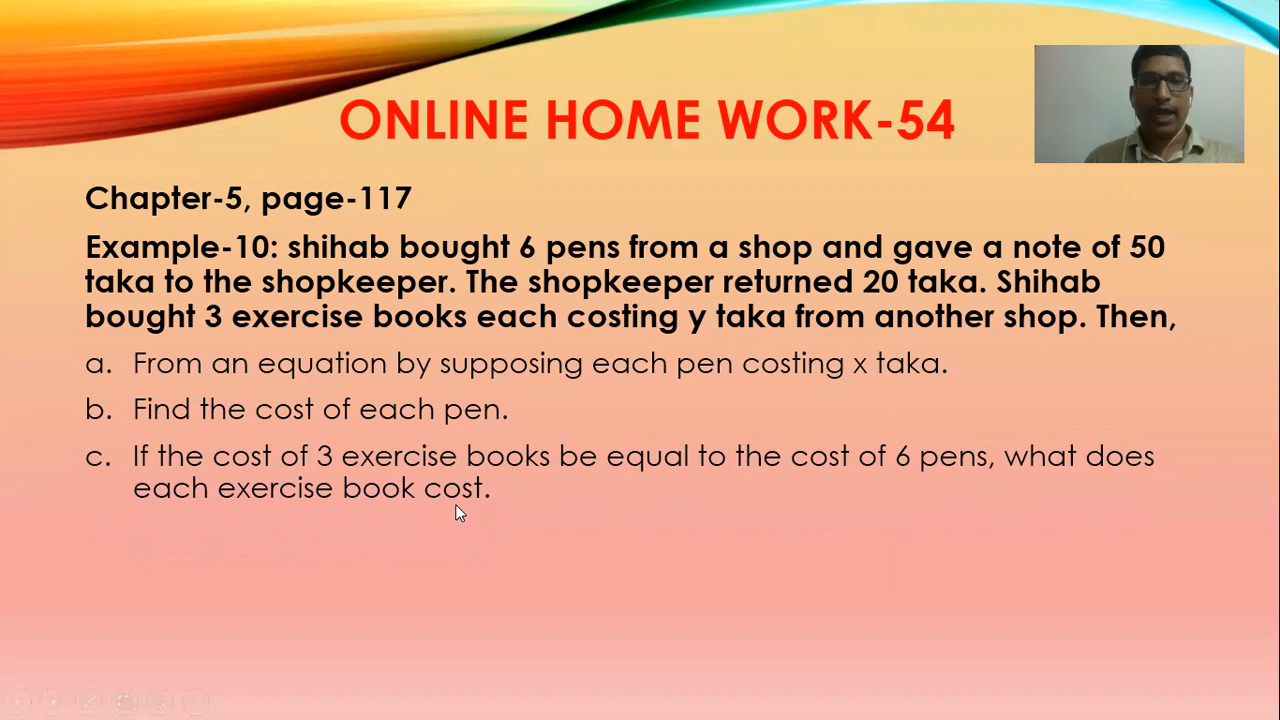 ONLINE HOME WORK-54
Chapter-5, page-117
Example-10: shihab bought 6 pens from a shop and gave a note of 50
taka to the shopkeeper. The shopkeeper returned 20 taka. Shihab
bought 3 exercise books each costing y taka from another shop. Then,
a. From an equation by supposing each pen costing x taka.
b. Find the cost of each pen.
c. If the cost of 3 exercise books be equal to the cost of 6 pens, what does
each exercise book cost.